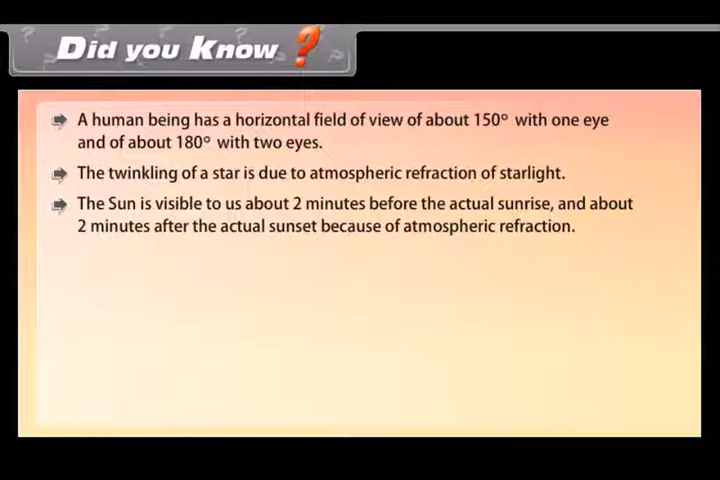 Did you Know ?
A human being has a horizontal field of view of about 150° with one eye
and of about 180° with two eyes.
The twinkling of a star is due to atmospheric refraction of starlight.
The Sun is visible to us about 2 minutes before the actual sunrise, and about
2 minutes after the actual sunset because of atmospheric refraction.